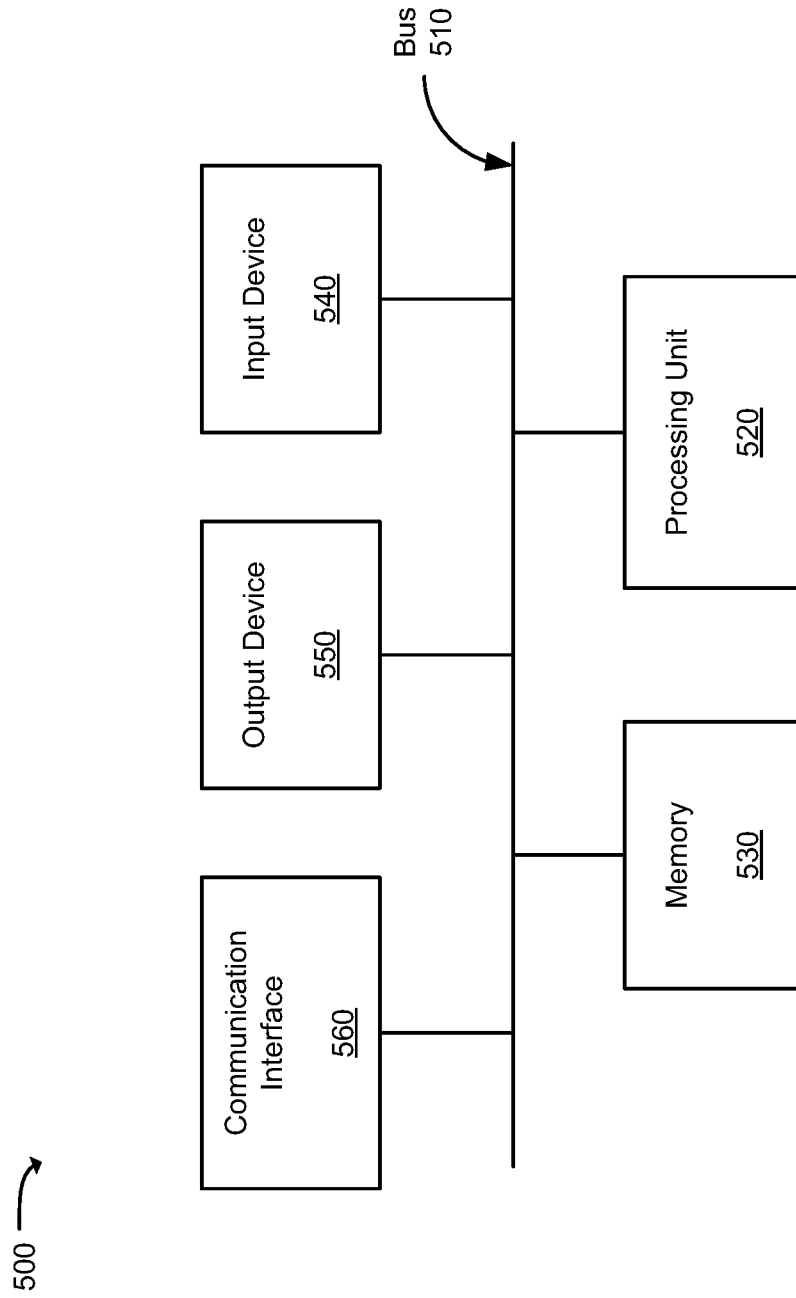 500
Communication
Interface
560
Output Device
550
Input Device
540
Bus
510
Memory
530
Processing Unit
520